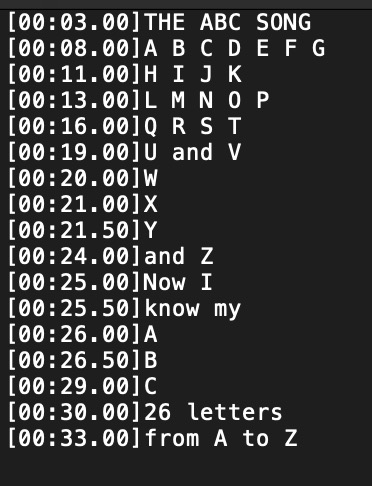 [00:03.00]THE ABC SONG
[00:08.00]A B C D E F G
[00:11.00]H I J K
[00:13.00]L M N O P
[00:16.00]Q R S T
[00:19.00]U and V
[00:20.00]W
[00:21.00]X
[00:21.50]Y
[00:24.00]and Z
[00:25.00]Now I
[00:25.50]know my
[00:26.00]A
[00:26.50]B
[00:29.00]C
[00:30.00]26 letters
[00:33.00]from A to Z